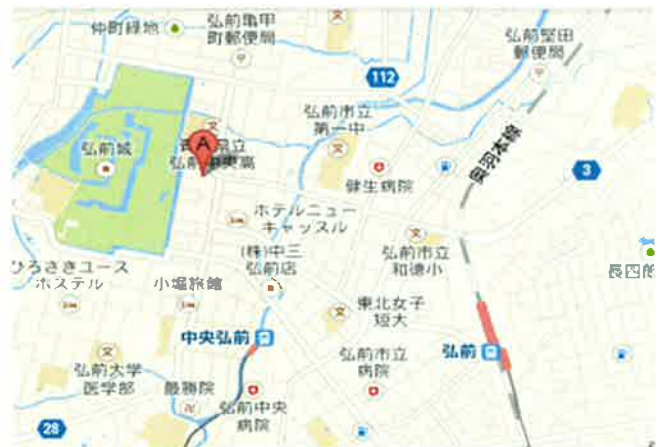 仲町緑地
弘前亀甲
町郵便局
弘前堅田
郵便局
112
弘前市立
第一中
A
弘前城
健生病院
奥羽本線
3
ホテルニュー
キャッスル
(株)中三
弘前店
弘前市立
和徳小
ひろさきユース
ホステル
小堀旅館
東北女子
短大
中央弘前
弘前
弘前大学
医学部
最勝院
弘前市立
病院
弘前中央
病院
28